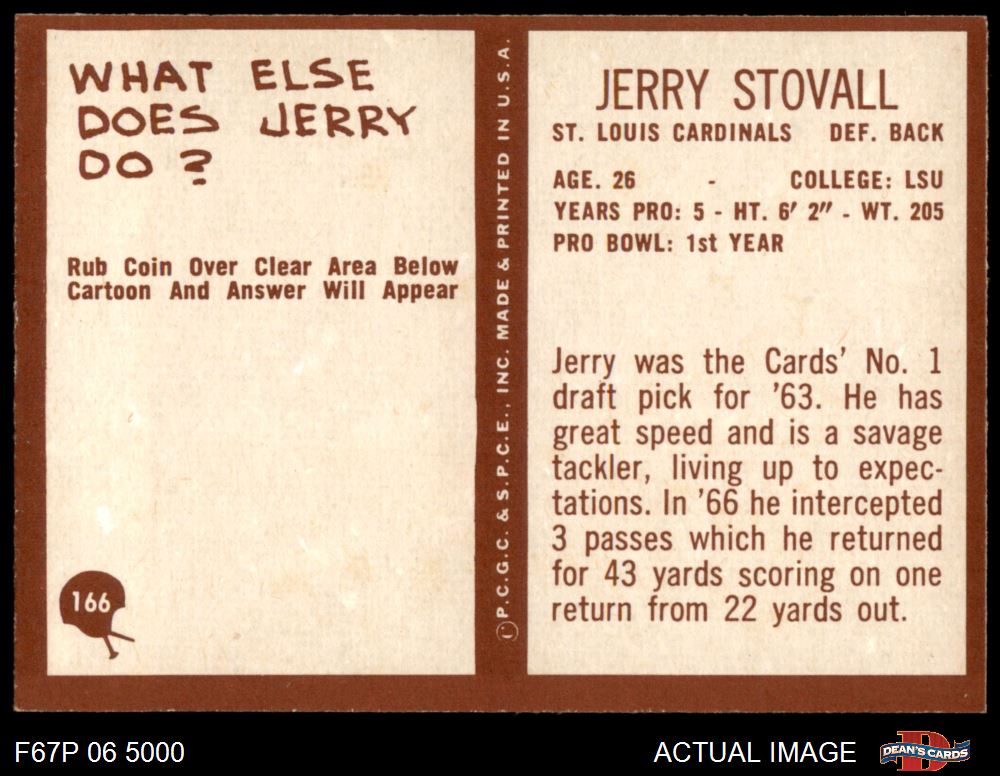 WHAT ELSE
DOES JERRY
DO ?
Rub Coin Over Clear Area Below
Cartoon And Answer Will Appear
166
© P.C.G.C. & S.P.C.E., INC. MADE & PRINTED IN U.S.A.
JERRY STOVALL
ST. LOUIS CARDINALS DEF. BACK
AGE. 26 - COLLEGE: LSU
YEARS PRO: 5 - HT. 6' 2" - WT. 205
PRO BOWL: 1st YEAR
Jerry was the Cards' No. 1
draft pick for '63. He has
great speed and is a savage
tackler, living up to expec-
tations. In '66 he intercepted
3 passes which he returned
for 43 yards scoring on one
return from 22 yards out.
F67P 06 5000
ACTUAL IMAGE
DEAN'S CARDS